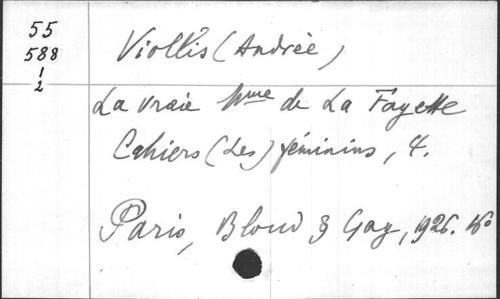 55
588
1
2
Viollis (Andrée)
La vraie Mme de La Fayette
Cahiers (Les) féminins, 4.
Paris, Bloud & Gay, 1926. 16°